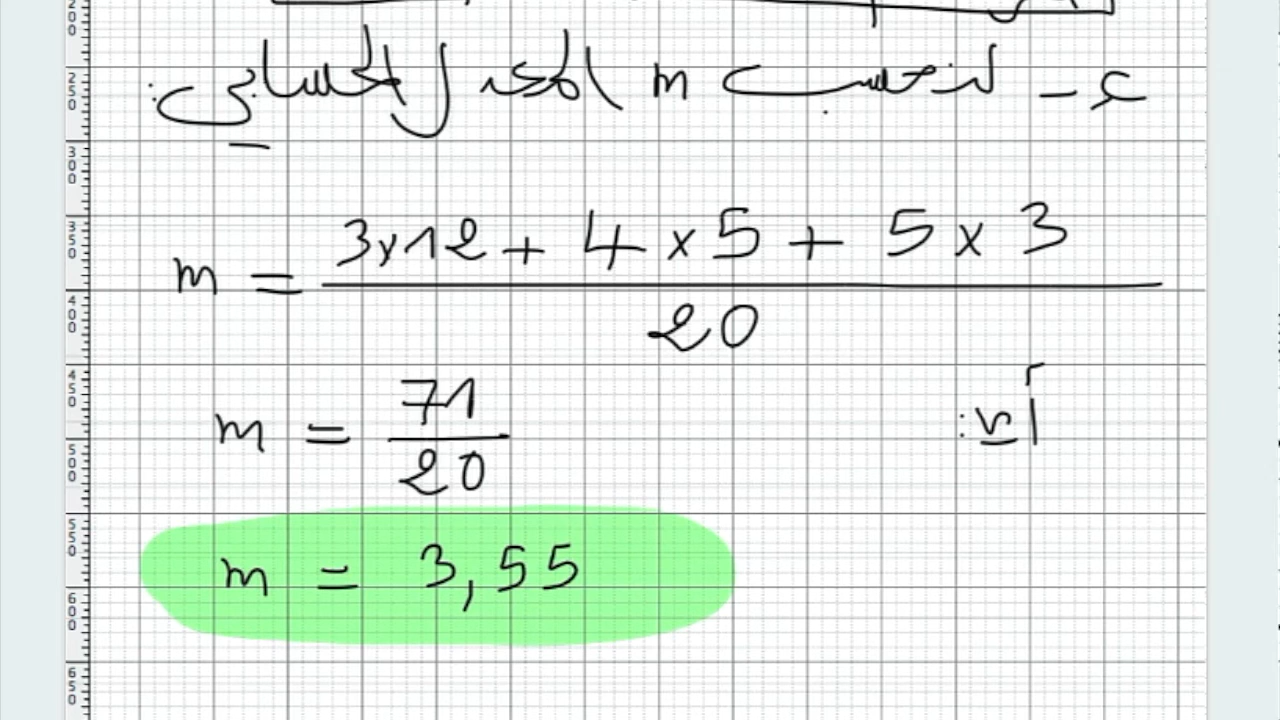 ـ لنحسب m المعدل الحسابي:
m = 3x12 + 4 x 5 + 5 x 3 / 20
أي:
m = 71 / 20
m = 3,55